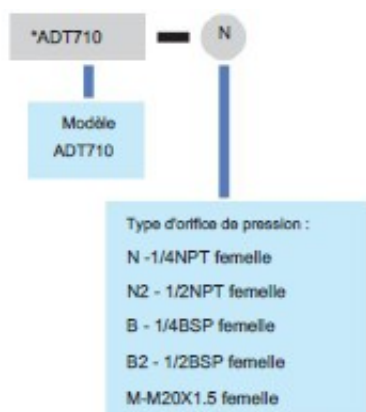 *ADT710
N
Modèle
ADT710
Type d'orifice de pression :
N -1/4NPT femelle
N2 - 1/2NPT femelle
B - 1/4BSP femelle
B2 - 1/2BSP femelle
M-M20X1.5 femelle